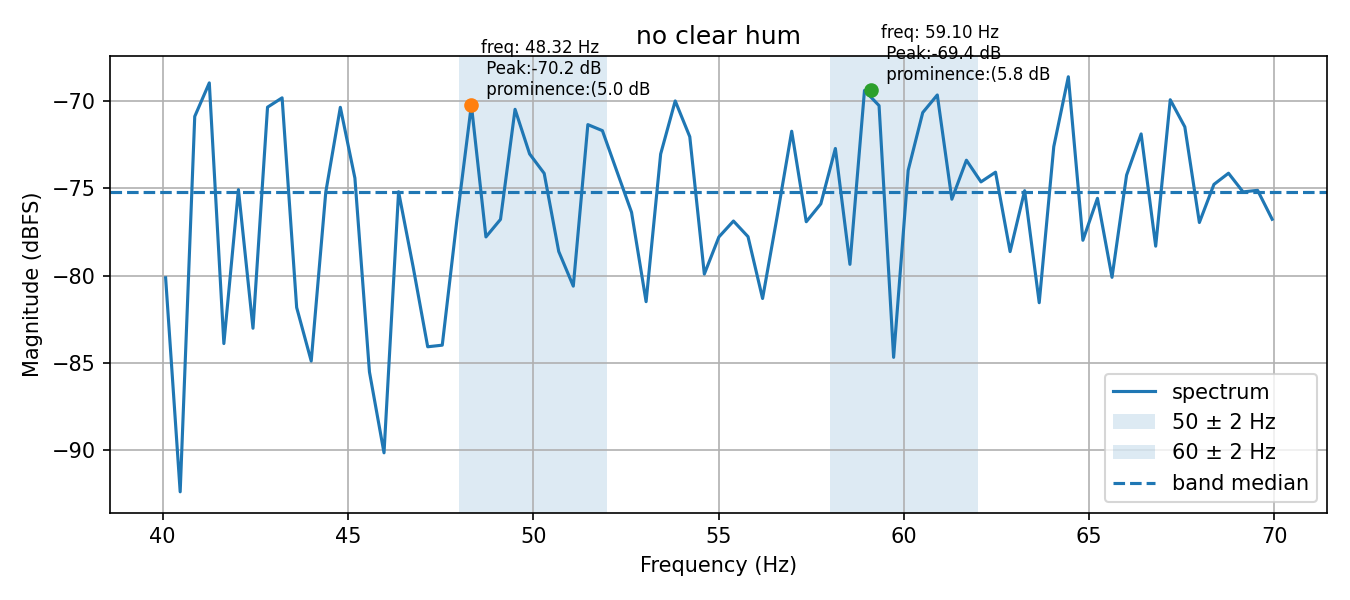 no clear hum
freq: 48.32 Hz
Peak:-70.2 dB
prominence:(5.0 dB
freq: 59.10 Hz
Peak:-69.4 dB
prominence:(5.8 dB
Magnitude (dBFS)
−70
−75
−80
−85
−90
spectrum
50 ± 2 Hz
60 ± 2 Hz
band median
40
45
50
55
60
65
70
Frequency (Hz)